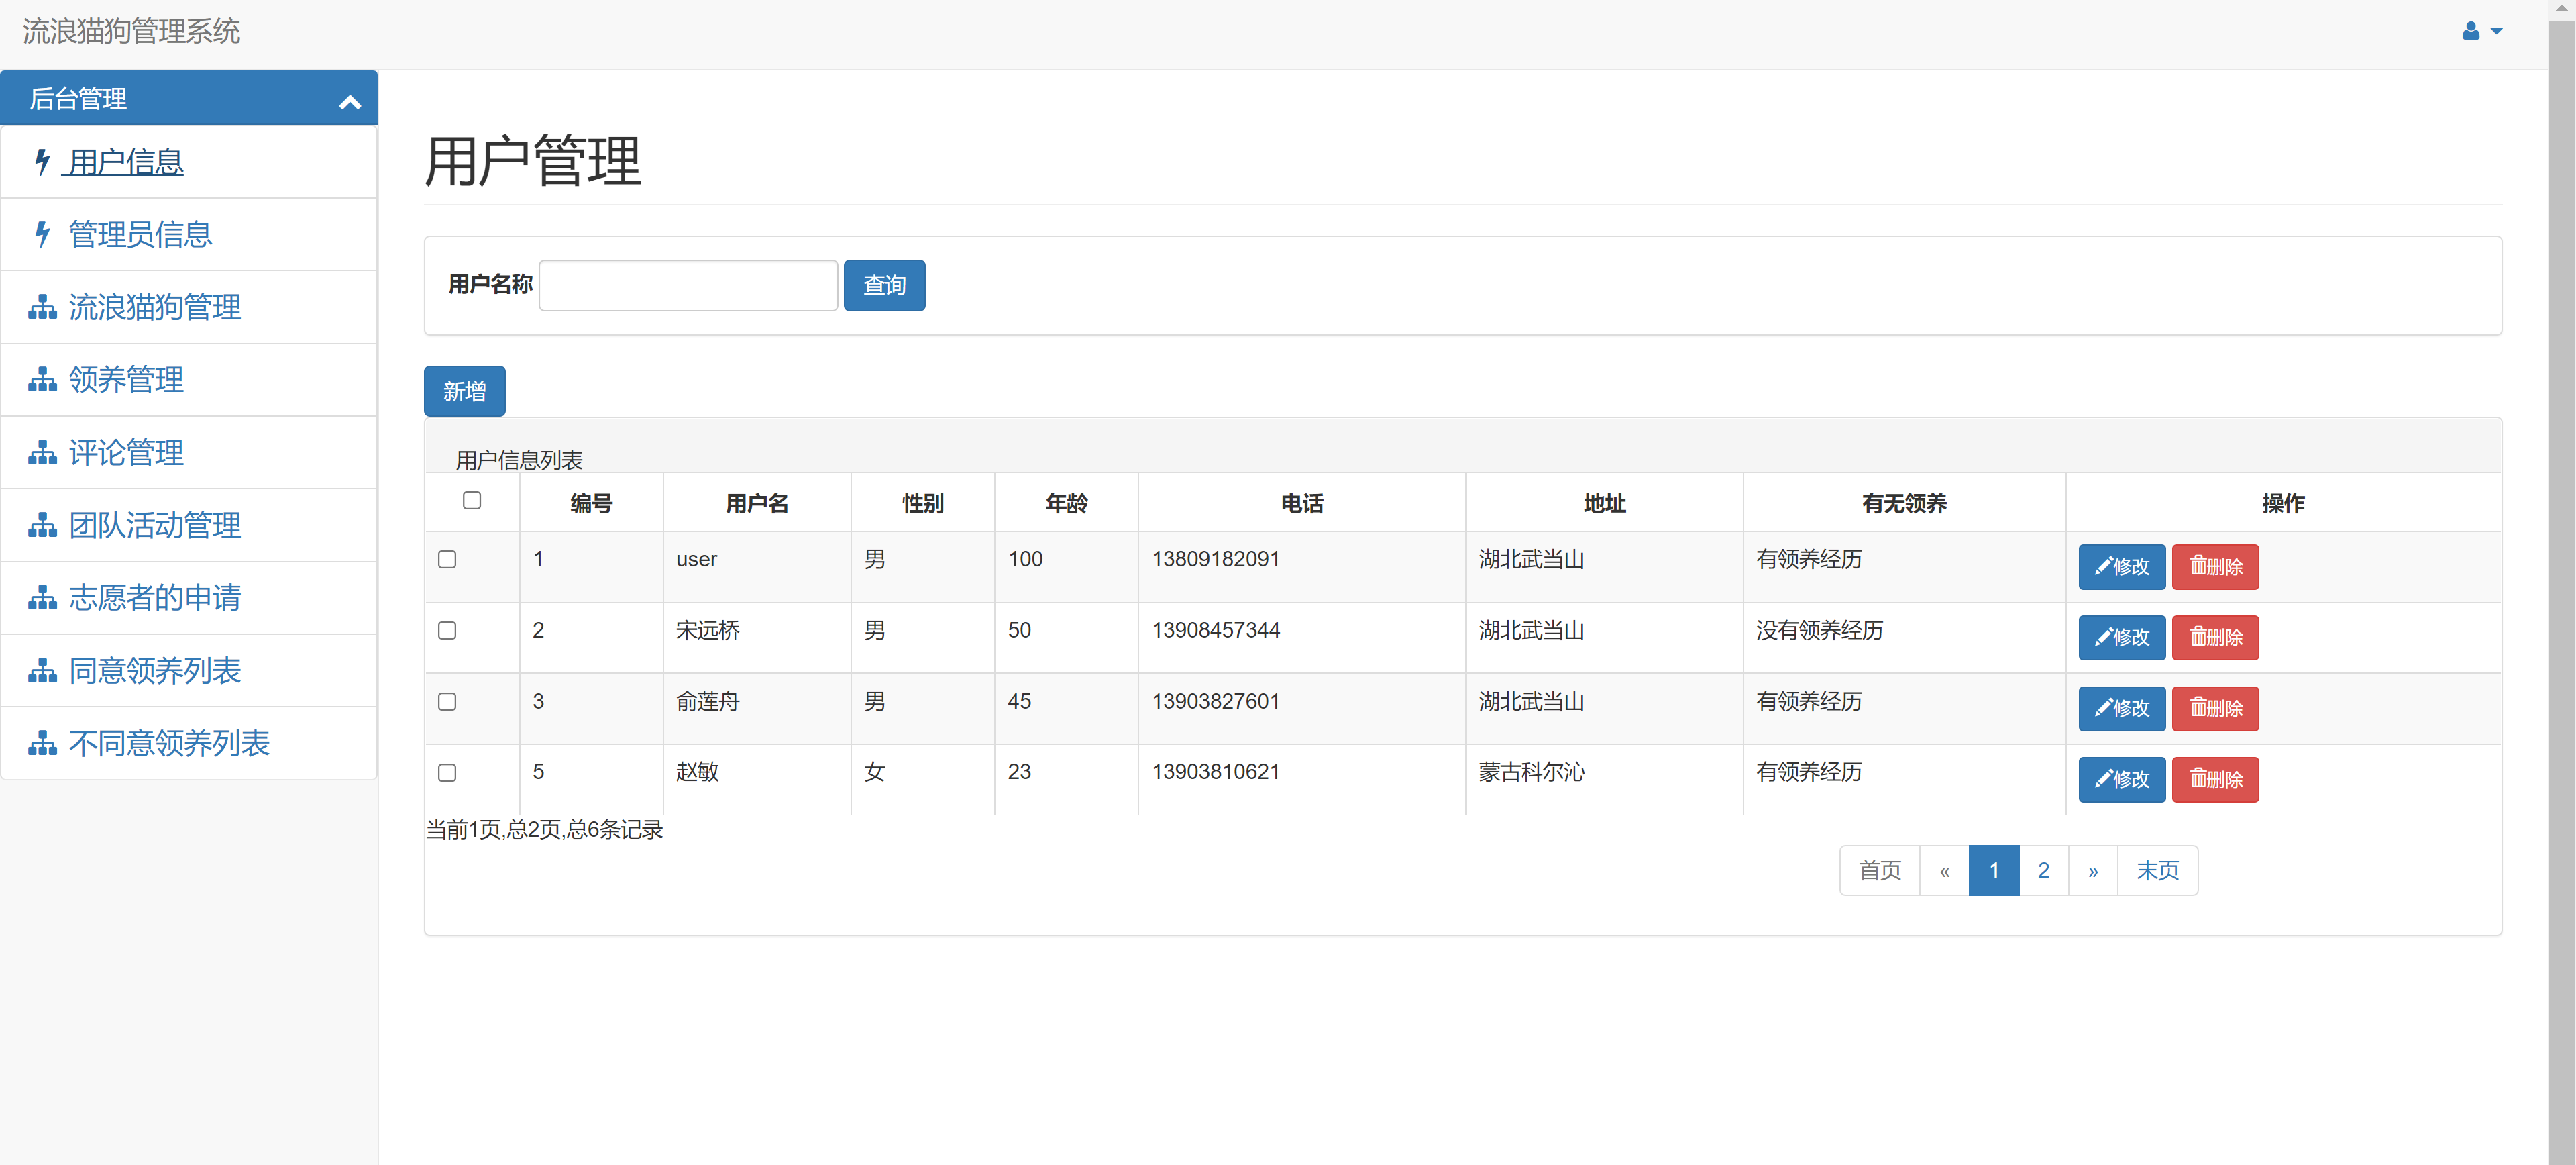 流浪猫狗管理系统
后台管理
用户信息
管理员信息
流浪猫狗管理
领养管理
评论管理
团队活动管理
志愿者的申请
同意领养列表
不同意领养列表
用户管理
用户名称 查询
新增
用户信息列表
编号 用户名 性别 年龄 电话 地址 有无领养 操作
1 user 男 100 13809182091 湖北武当山 有领养经历 修改 删除
2 宋远桥 男 50 13908457344 湖北武当山 没有领养经历 修改 删除
3 俞莲舟 男 45 13903827601 湖北武当山 有领养经历 修改 删除
5 赵敏 女 23 13903810621 蒙古科尔沁 有领养经历 修改 删除
当前1页,总2页,总6条记录
首页 « 1 2 » 末页